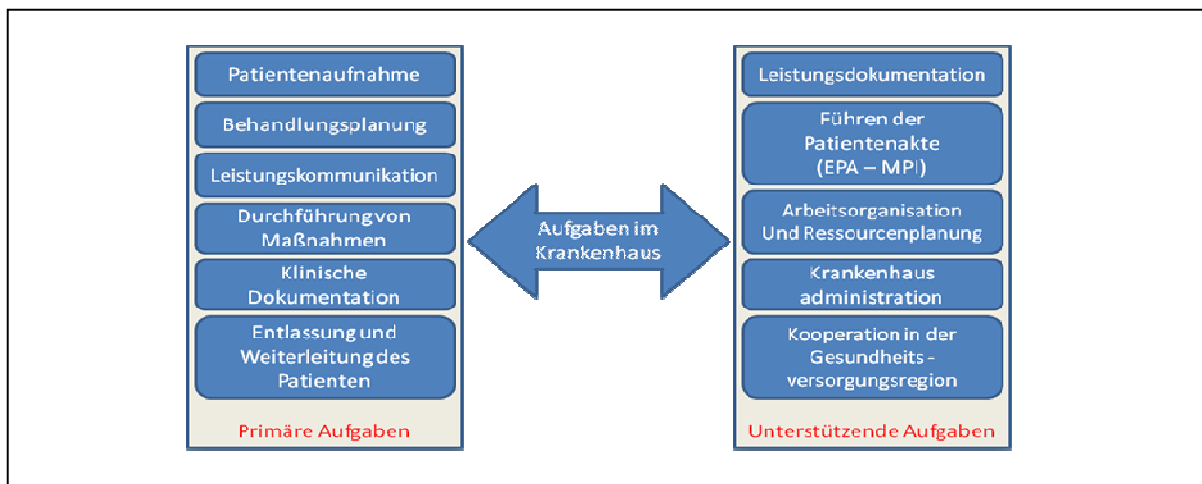 Patientenaufnahme
Behandlungsplanung
Leistungskommunikation
Durchführung von
Maßnahmen
Klinische
Dokumentation
Entlassung und
Weiterleitung des
Patienten
Primäre Aufgaben
Aufgaben im
Krankenhaus
Leistungsdokumentation
Führen der
Patientenakte
(EPA – MPI)
Arbeitsorganisation
Und Ressourcenplanung
Krankenhaus
administration
Kooperation in der
Gesundheits -
versorgungsregion
Unterstützende Aufgaben